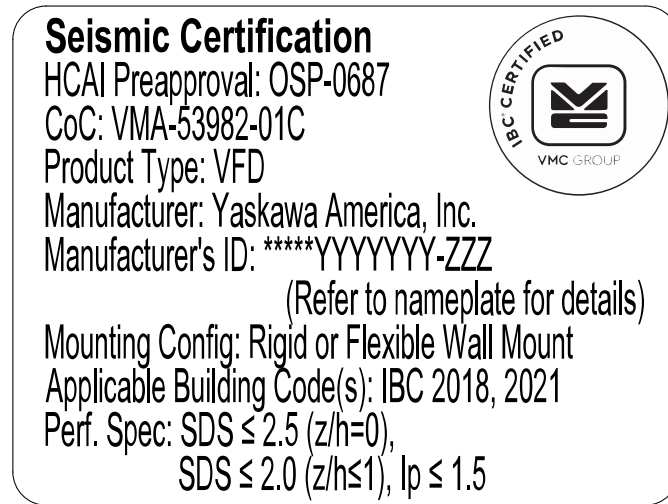 Seismic Certification
HCAI Preapproval: OSP-0687
CoC: VMA-53982-01C
Product Type: VFD
Manufacturer: Yaskawa America, Inc.
Manufacturer's ID: *****YYYYYYY-ZZZ
(Refer to nameplate for details)
Mounting Config: Rigid or Flexible Wall Mount
Applicable Building Code(s): IBC 2018, 2021
Perf. Spec: SDS ≤ 2.5 (z/h=0),
SDS ≤ 2.0 (z/h≤1), Ip ≤ 1.5
IBC® CERTIFIED
VMC GROUP